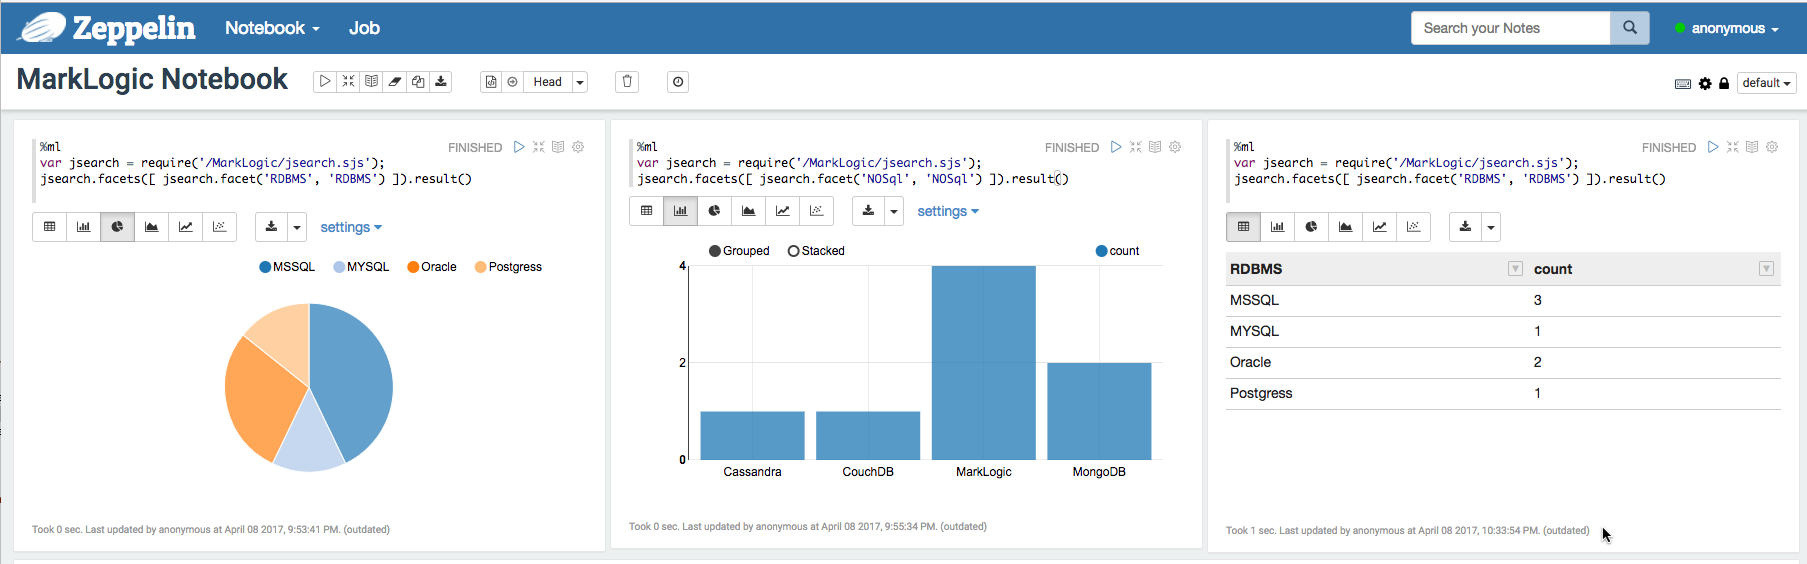 Zeppelin Notebook Job Search your Notes anonymous
MarkLogic Notebook Head default
%ml FINISHED
var jsearch = require('/MarkLogic/jsearch.sjs');
jsearch.facets([ jsearch.facet('RDBMS', 'RDBMS') ]).result()
settings
MSSQL MYSQL Oracle Postgress
Took 0 sec. Last updated by anonymous at April 08 2017, 9:53:41 PM. (outdated)
%ml FINISHED
var jsearch = require('/MarkLogic/jsearch.sjs');
jsearch.facets([ jsearch.facet('NOSql', 'NOSql') ]).result()
settings
Grouped Stacked count
4
2
0
Cassandra CouchDB MarkLogic MongoDB
Took 0 sec. Last updated by anonymous at April 08 2017, 9:55:34 PM. (outdated)
%ml FINISHED
var jsearch = require('/MarkLogic/jsearch.sjs');
jsearch.facets([ jsearch.facet('RDBMS', 'RDBMS') ]).result()
RDBMS count
MSSQL 3
MYSQL 1
Oracle 2
Postgress 1
Took 1 sec. Last updated by anonymous at April 08 2017, 10:33:54 PM. (outdated)